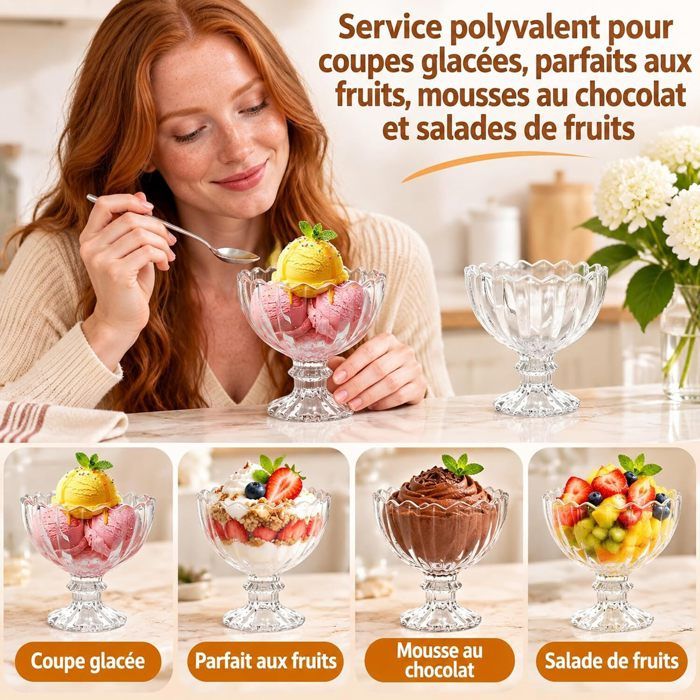 Service polyvalent pour
coupes glacées, parfaits aux
fruits, mousses au chocolat
et salades de fruits
Coupe glacée
Parfait aux fruits
Mousse au
chocolat
Salade de fruits